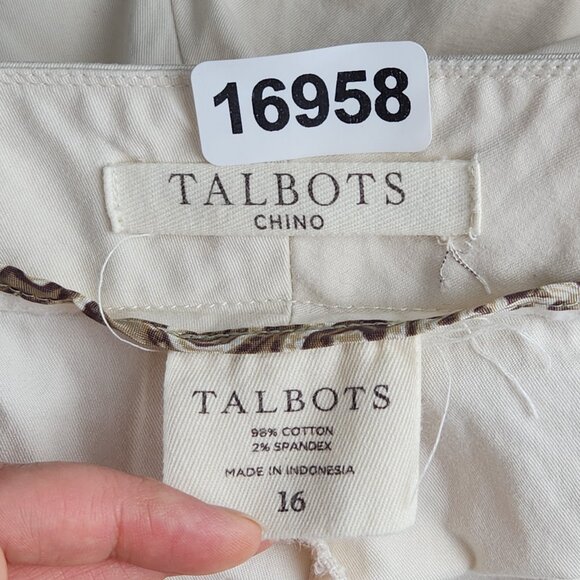 16958
TALBOTS
CHINO
TALBOTS
98% COTTON
2% SPANDEX
MADE IN INDONESIA
16